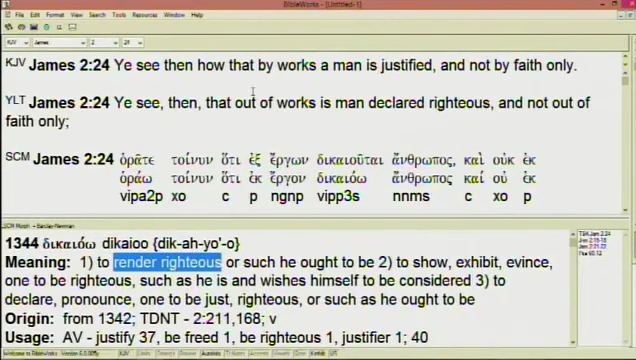 BibleWorks - [Untitled-1]
File Edit Format View Search Tools Resources Window Help
KJV James 2 24
KJV James 2:24 Ye see then how that by works a man is justified, and not by faith only.
YLT James 2:24 Ye see, then, that out of works is man declared righteous, and not out of
faith only;
SCM James 2:24 ὁρᾶτε τοίνυν ὅτι ἐξ ἔργων δικαιοῦται ἄνθρωπος, καὶ οὐκ ἐκ
ὁράω τοίνυν ὅτι ἐκ ἔργον δικαιόω ἄνθρωπος καί οὐ ἐκ
vipa2p xo c p ngnp vipp3s nnms c xo p
SCM Morph - Barclay-Newman
1344 δικαιόω dikaioo {dik-ah-yo'-o}
Meaning: 1) to render righteous or such he ought to be 2) to show, exhibit, evince,
one to be righteous, such as he is and wishes himself to be considered 3) to
declare, pronounce, one to be just, righteous, or such as he ought to be
Origin: from 1342; TDNT - 2:211,168; v
Usage: AV - justify 37, be freed 1, be righteous 1, justifier 1; 40